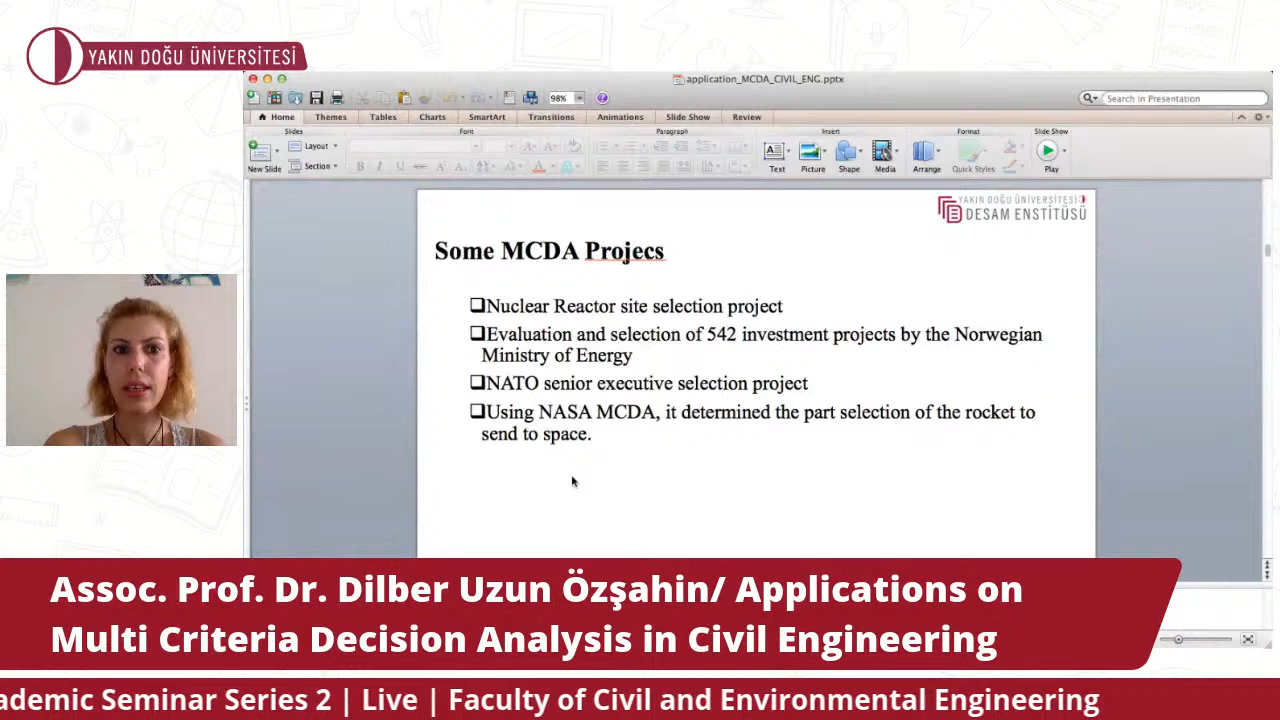 YAKIN DOĞU ÜNİVERSİTESİ
application_MCDA_CIVIL_ENG.pptx
98%
Search in Presentation
Home Themes Tables Charts SmartArt Transitions Animations Slide Show Review
Slides Font Paragraph Insert Format Slide Show
Layout
Section
New Slide Text Picture Shape Media Arrange Quick Styles Play
YAKIN DOĞU ÜNİVERSİTESİ
DESAM ENSTİTÜSÜ
Some MCDA Projecs
❑Nuclear Reactor site selection project
❑Evaluation and selection of 542 investment projects by the Norwegian
Ministry of Energy
❑NATO senior executive selection project
❑Using NASA MCDA, it determined the part selection of the rocket to
send to space.
Assoc. Prof. Dr. Dilber Uzun Özşahin/ Applications on
Multi Criteria Decision Analysis in Civil Engineering
ademic Seminar Series 2 | Live | Faculty of Civil and Environmental Engineering